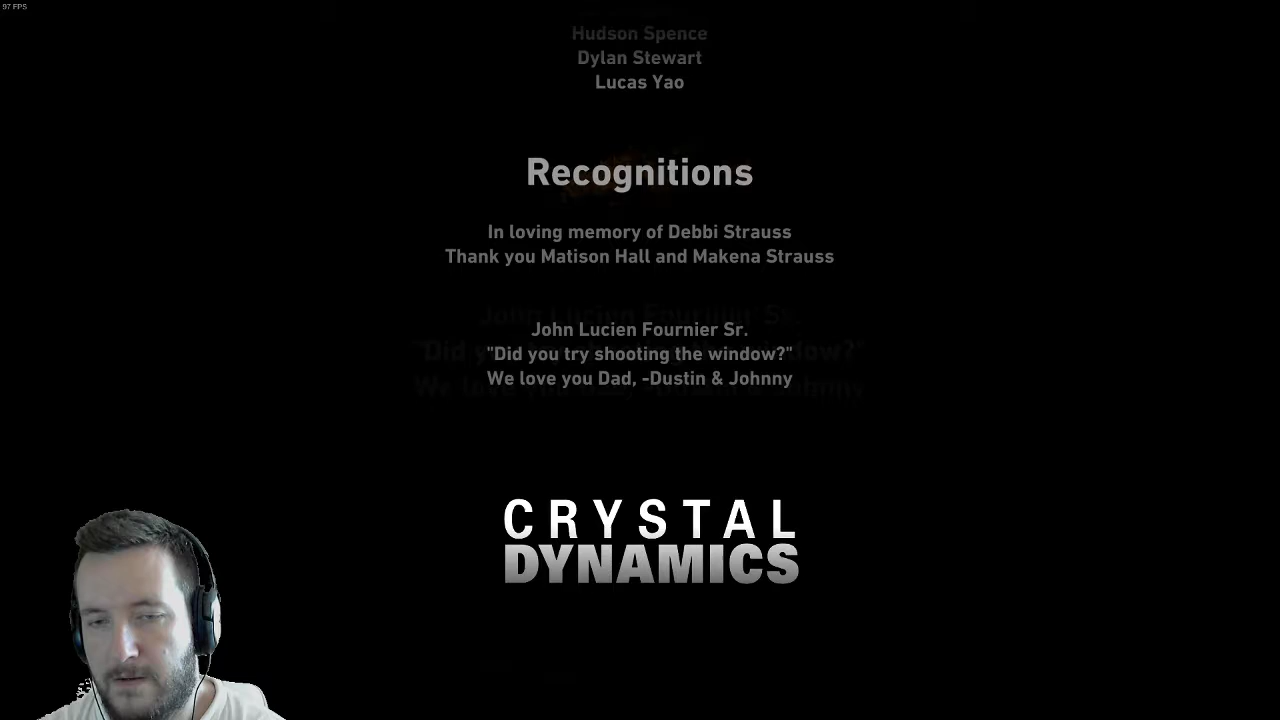 97 FPS
Hudson Spence
Dylan Stewart
Lucas Yao
Recognitions
In loving memory of Debbi Strauss
Thank you Matison Hall and Makena Strauss
John Lucien Fournier Sr.
"Did you try shooting the window?"
We love you Dad, -Dustin & Johnny
CRYSTAL
DYNAMICS